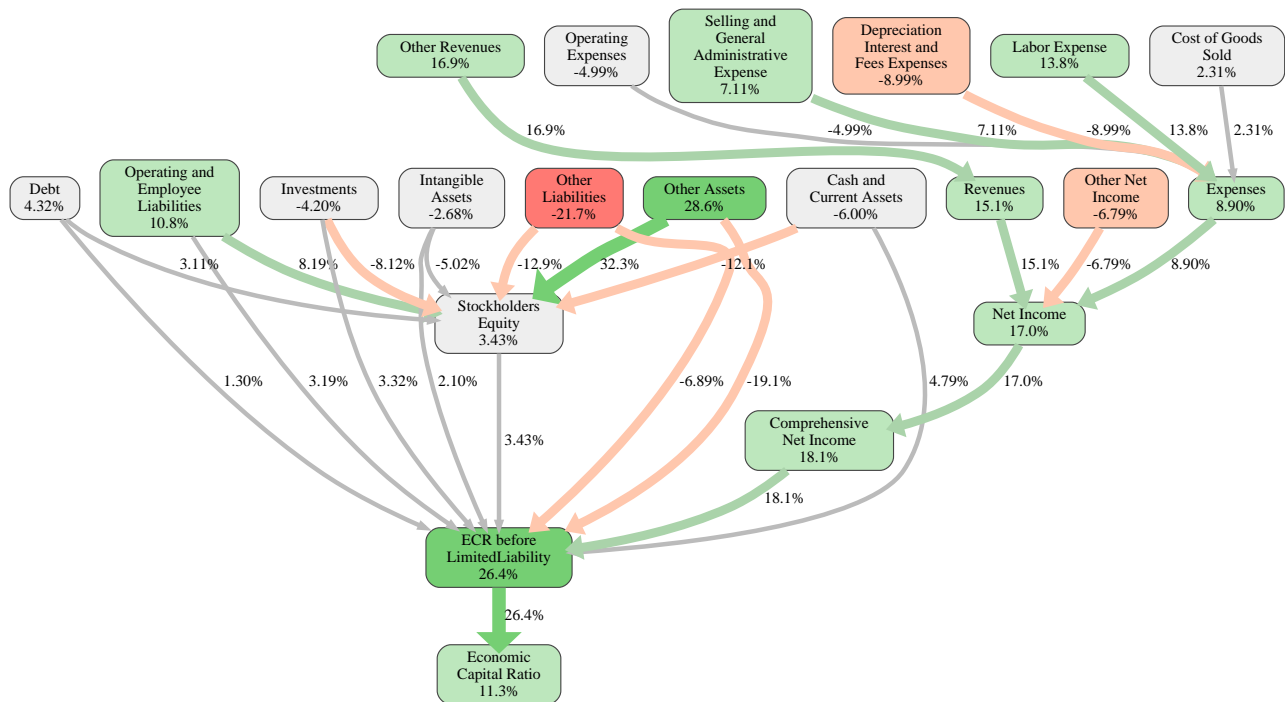 Other Revenues
16.9%
Operating
Expenses
-4.99%
Selling and
General
Administrative
Expense
7.11%
Depreciation
Interest and
Fees Expenses
-8.99%
Labor Expense
13.8%
Cost of Goods
Sold
2.31%
16.9%
-4.99%
7.11%
-8.99%
13.8%
2.31%
Debt
4.32%
Operating and
Employee
Liabilities
10.8%
Investments
-4.20%
Intangible
Assets
-2.68%
Other
Liabilities
-21.7%
Other Assets
28.6%
Cash and
Current Assets
-6.00%
Revenues
15.1%
Other Net
Income
-6.79%
Expenses
8.90%
3.11%
8.19%
-8.12%
-5.02%
-12.9%
32.3%
-12.1%
15.1%
-6.79%
8.90%
Stockholders
Equity
3.43%
Net Income
17.0%
1.30%
3.19%
3.32%
2.10%
-6.89%
-19.1%
4.79%
17.0%
3.43%
Comprehensive
Net Income
18.1%
18.1%
ECR before
LimitedLiability
26.4%
26.4%
Economic
Capital Ratio
11.3%